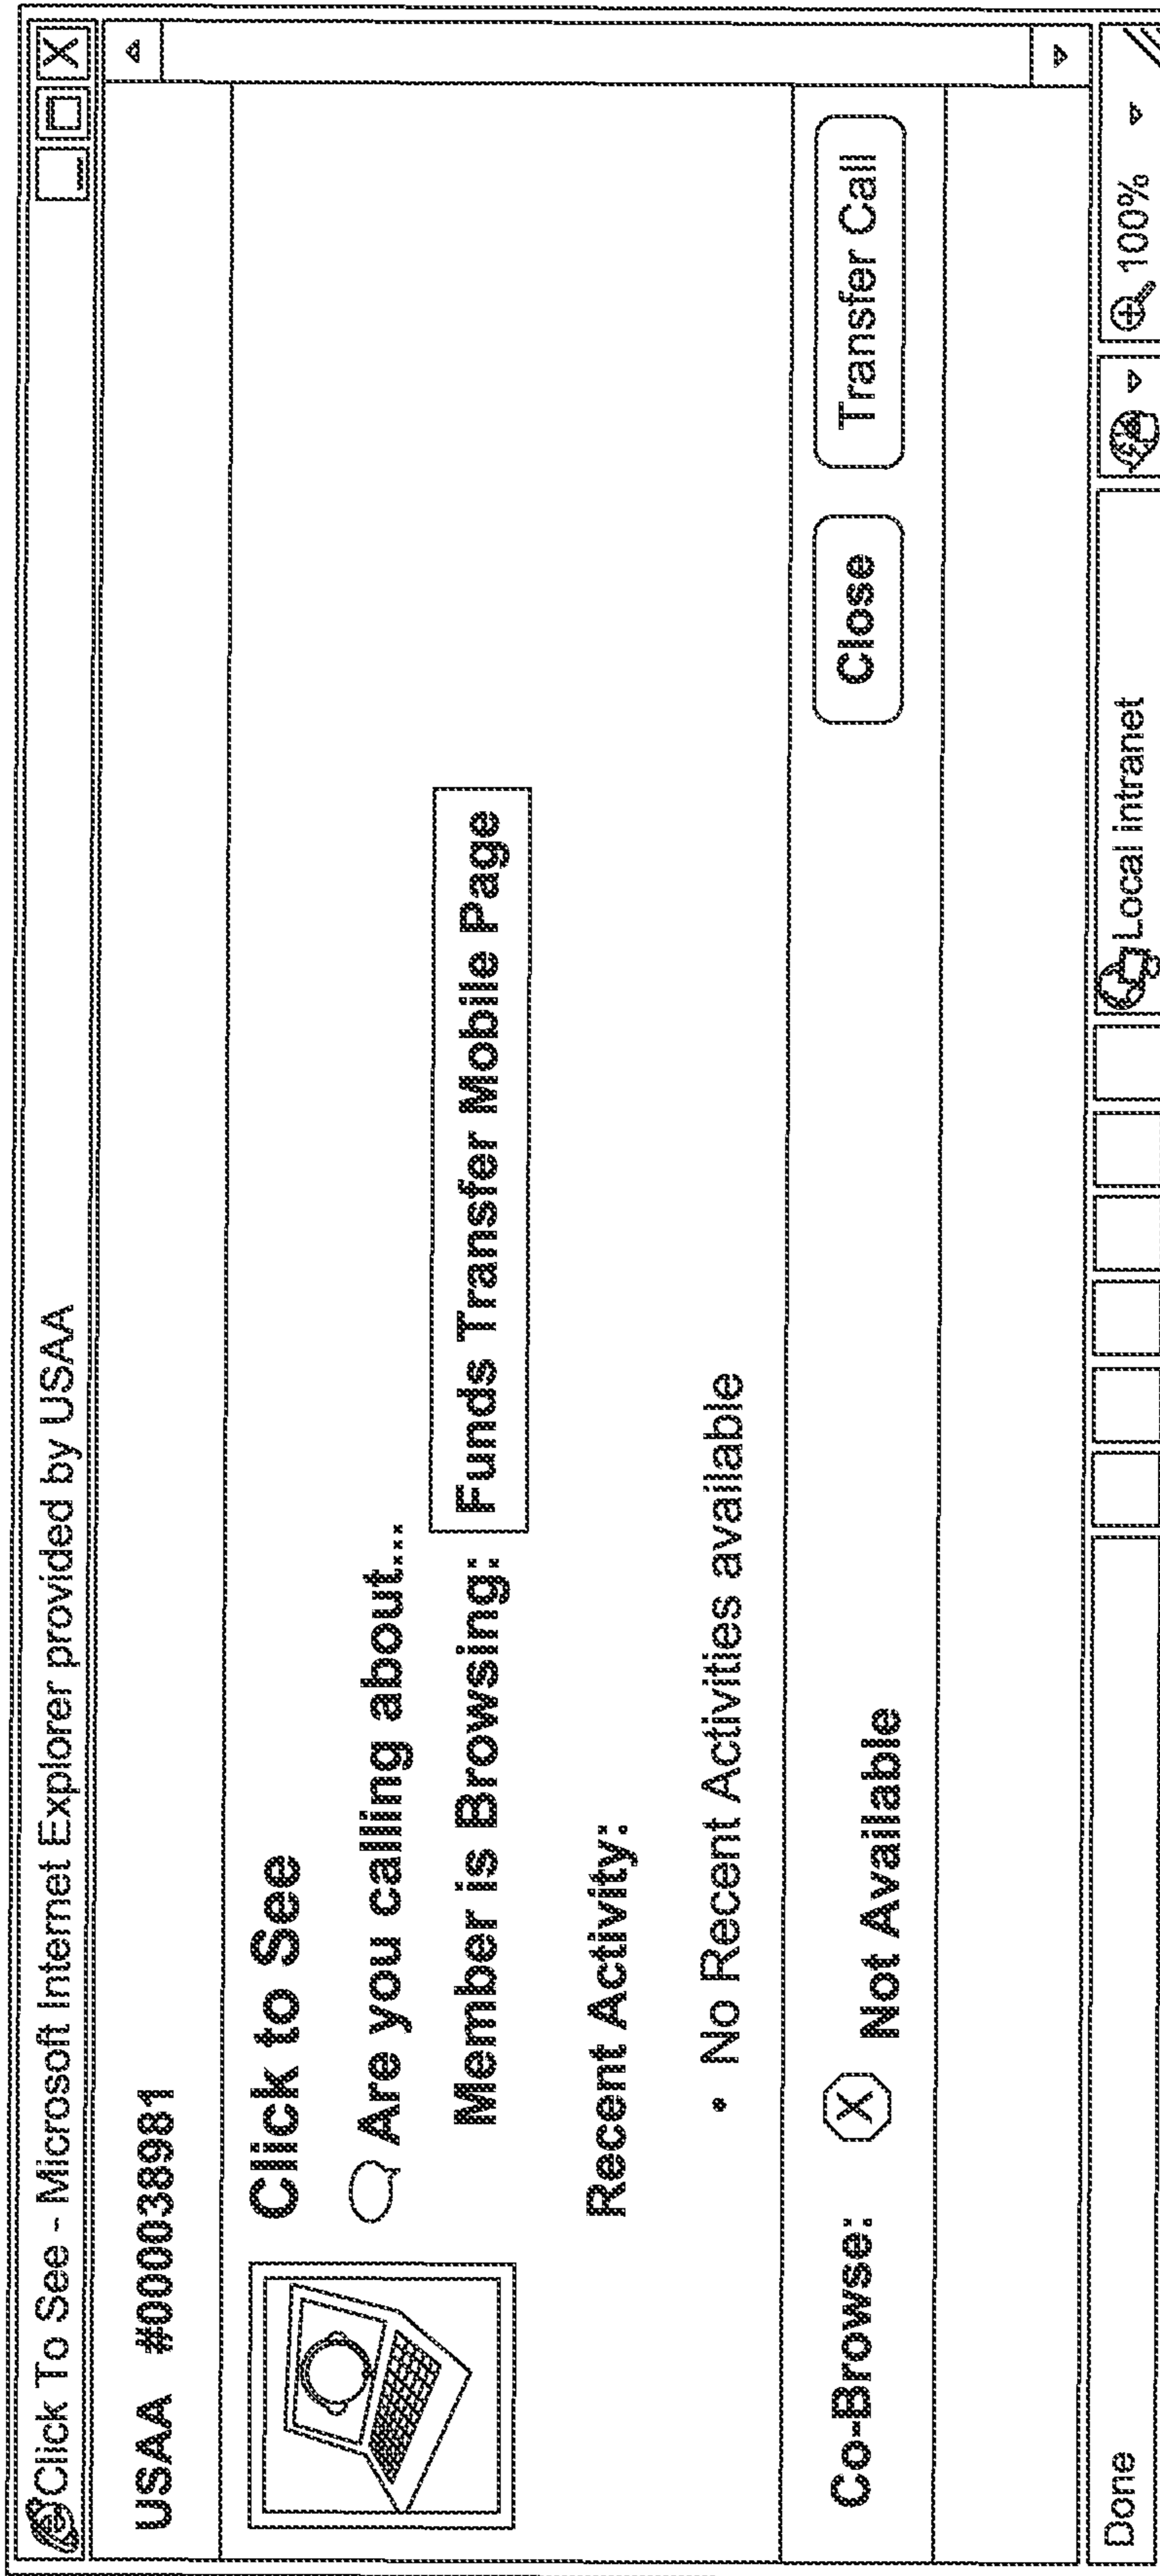 Click To See - Microsoft Internet Explorer provided by USAA
USAA #00038981
Click to See
Are you calling about....
Member is Browsing: Funds Transfer Mobile Page
Recent Activity:
• No Recent Activities available
Co-Browse: X Not Available
Close
Transfer Call
Done
Local intranet
100%